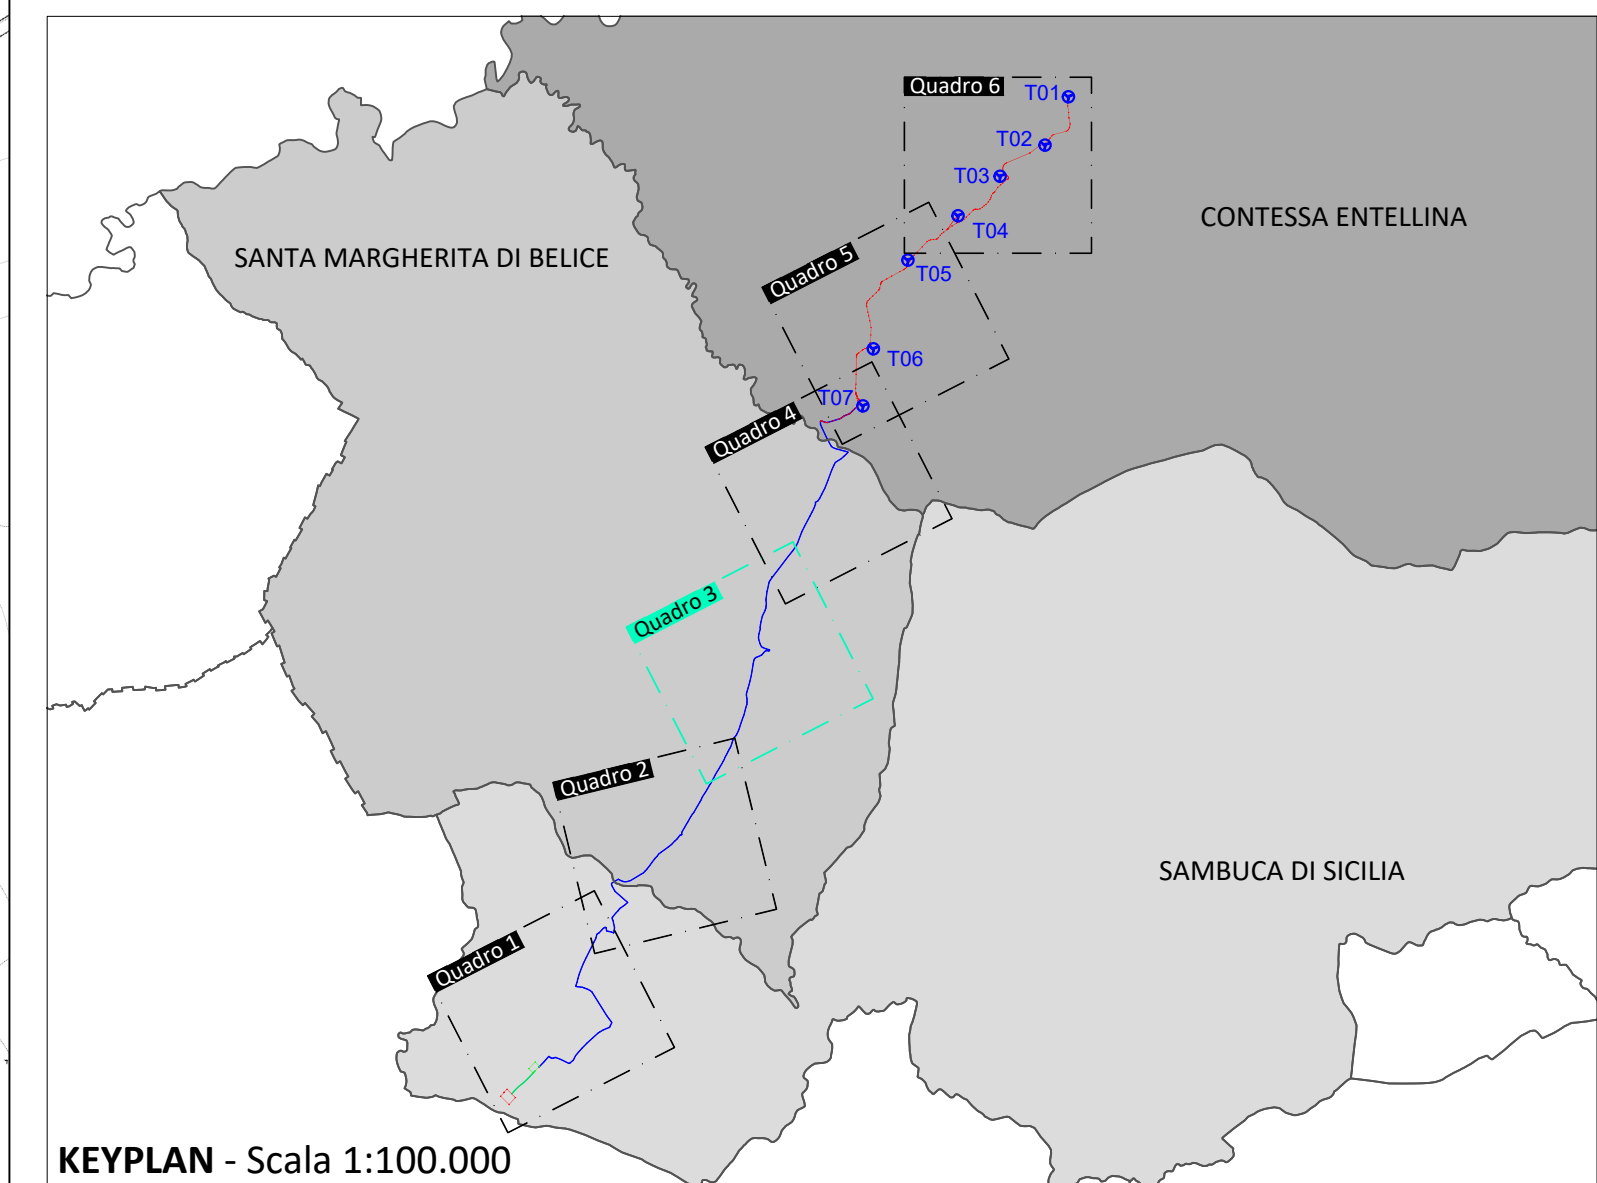 Quadro 6
T01
T02
T03
T04
CONTESSA ENTELLINA
SANTA MARGHERITA DI BELICE
Quadro 5
T05
T06
T07
Quadro 4
Quadro 3
Quadro 2
SAMBUCA DI SICILIA
Quadro 1
KEYPLAN - Scala 1:100.000